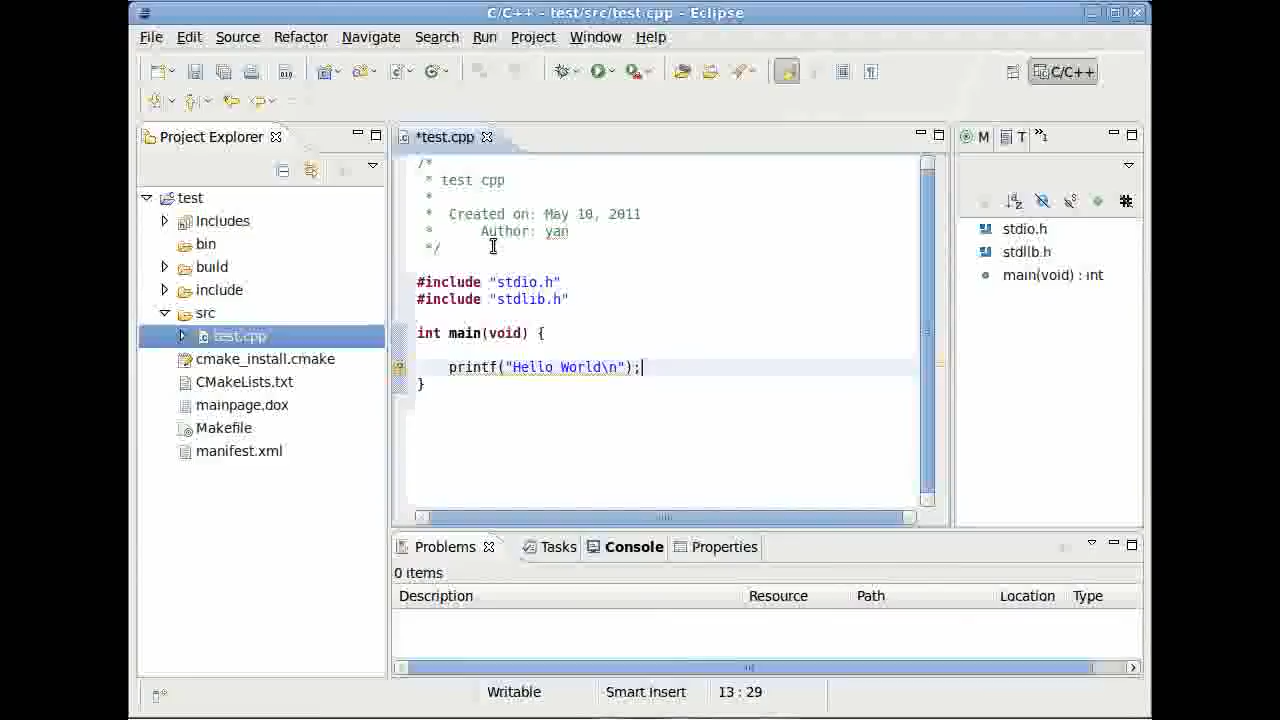 C/C++ - test/src/test.cpp - Eclipse
File Edit Source Refactor Navigate Search Run Project Window Help
C/C++
Project Explorer
test
Includes
bin
build
include
src
test.cpp
cmake_install.cmake
CMakeLists.txt
mainpage.dox
Makefile
manifest.xml
*test.cpp
/*
* test cpp
*
* Created on: May 10, 2011
* Author: yan
*/
#include "stdio.h"
#include "stdlib.h"
int main(void) {
printf("Hello World\n");
}
M T »1
stdio.h
stdlib.h
main(void) : int
Problems Tasks Console Properties
0 items
Description Resource Path Location Type
Writable Smart Insert 13 : 29